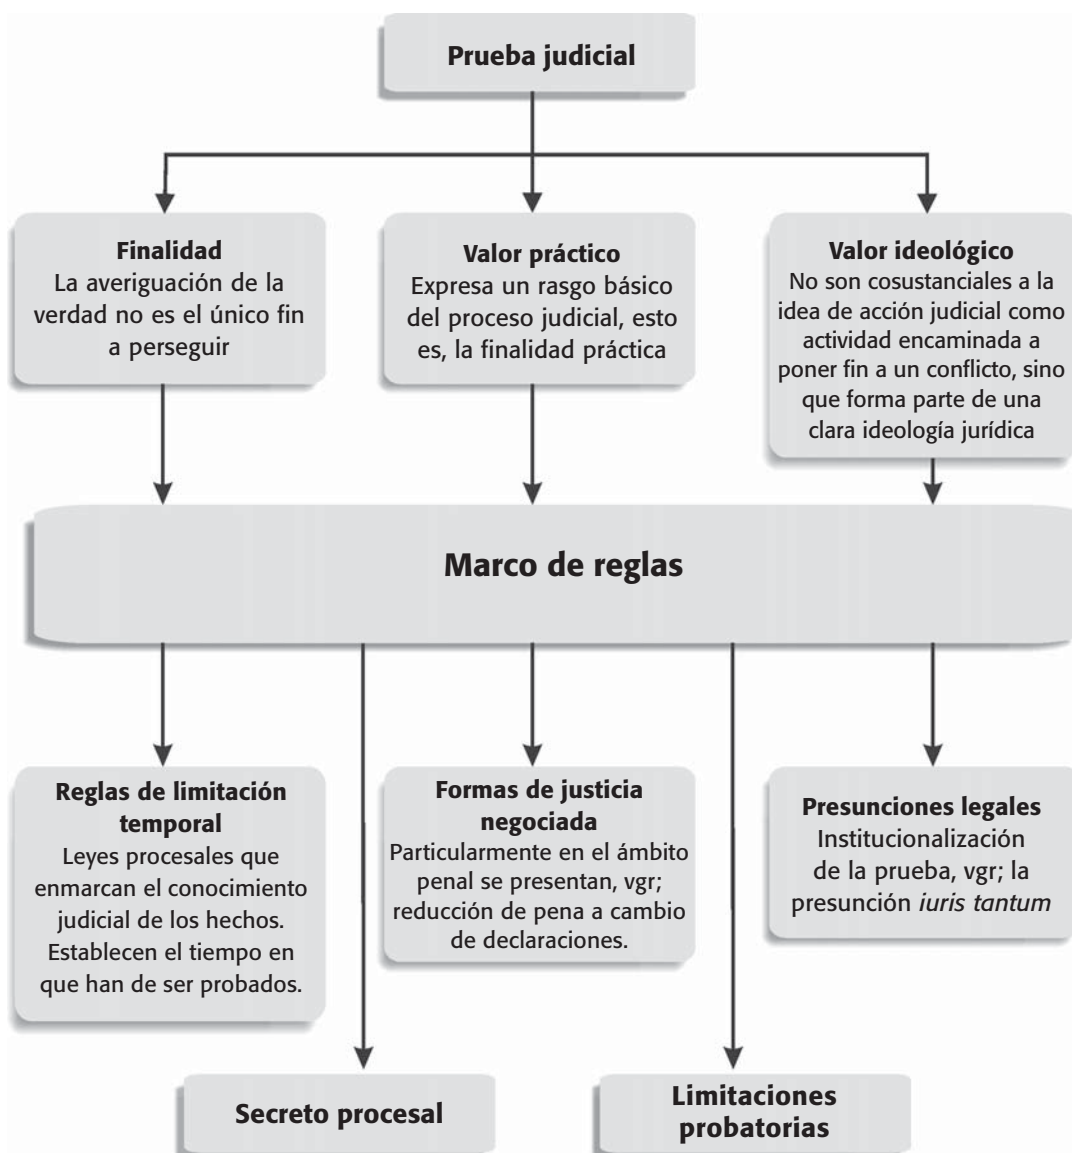 Prueba judicial
Finalidad
La averiguación de la
verdad no es el único fin
a perseguir
Valor práctico
Expresa un rasgo básico
del proceso judicial, esto
es, la finalidad práctica
Valor ideológico
No son cosustanciales a la
idea de acción judicial como
actividad encaminada a
poner fin a un conflicto, sino
que forma parte de una
clara ideología jurídica
Marco de reglas
Reglas de limitación
temporal
Leyes procesales que
enmarcan el conocimiento
judicial de los hechos.
Establecen el tiempo en
que han de ser probados.
Formas de justicia
negociada
Particularmente en el ámbito
penal se presentan, vgr;
reducción de pena a cambio
de declaraciones.
Presunciones legales
Institucionalización
de la prueba, vgr; la
presunción iuris tantum
Secreto procesal
Limitaciones
probatorias